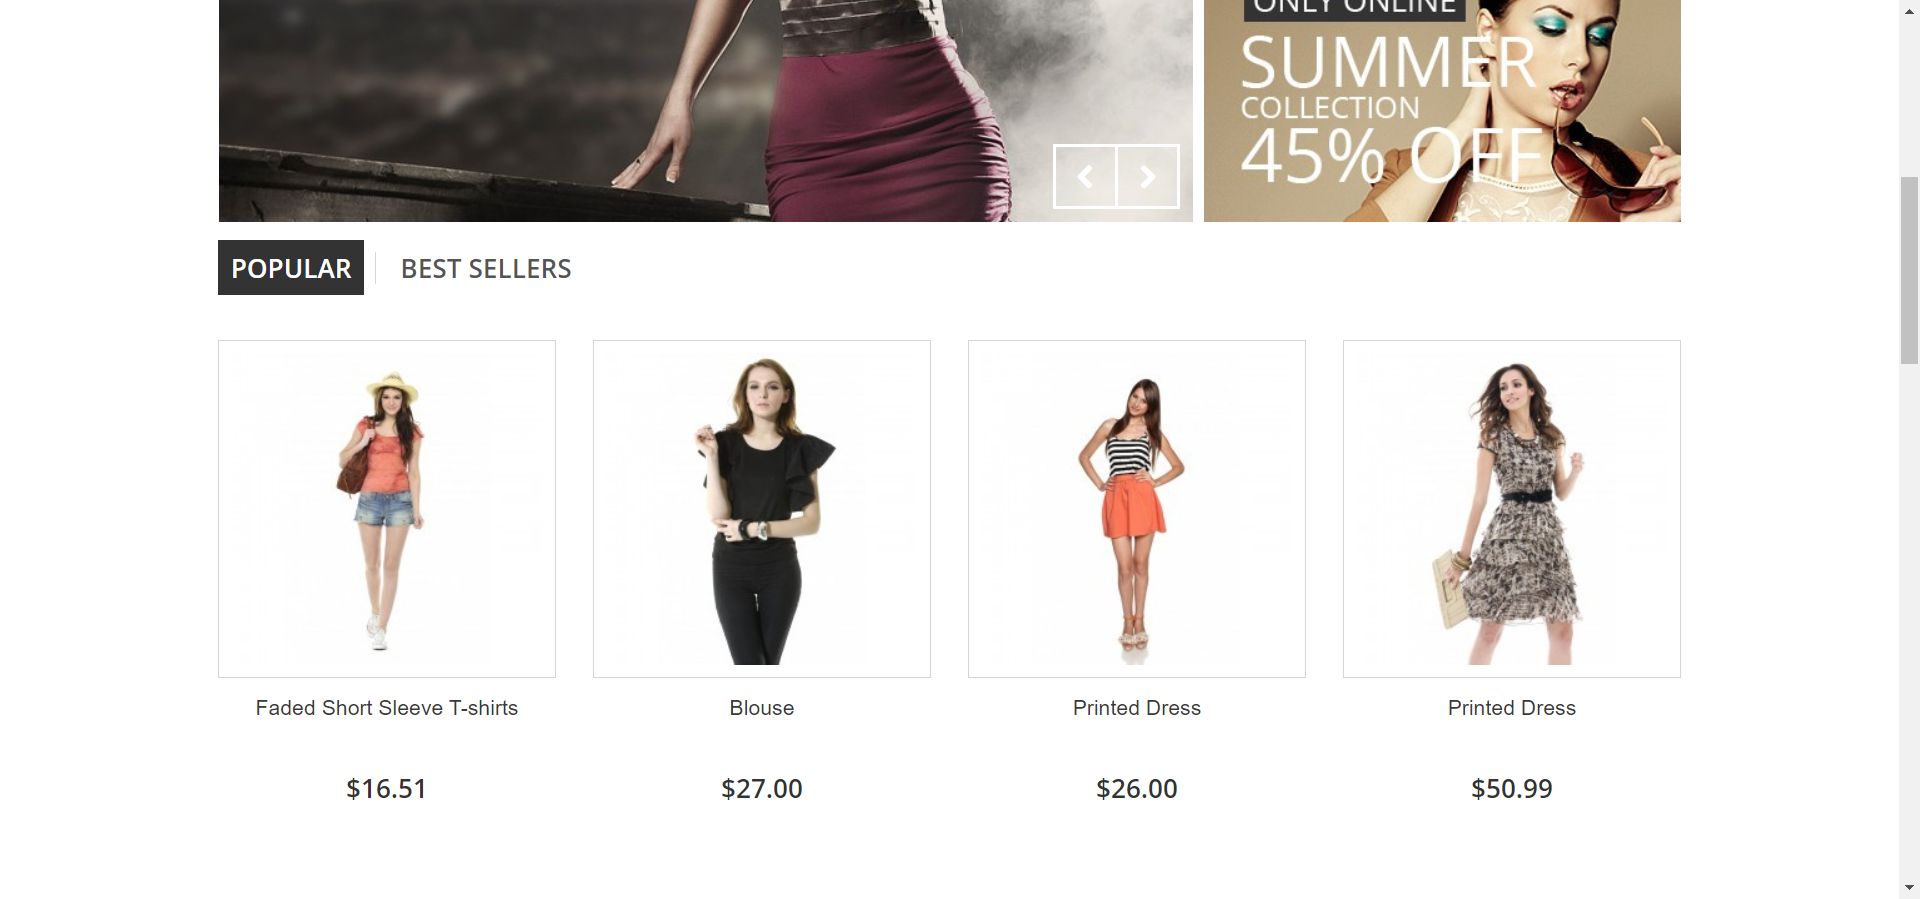 ONLY ONLINE
SUMMER
COLLECTION
45% OFF
POPULAR
BEST SELLERS
Faded Short Sleeve T-shirts
Blouse
Printed Dress
Printed Dress
$16.51
$27.00
$26.00
$50.99